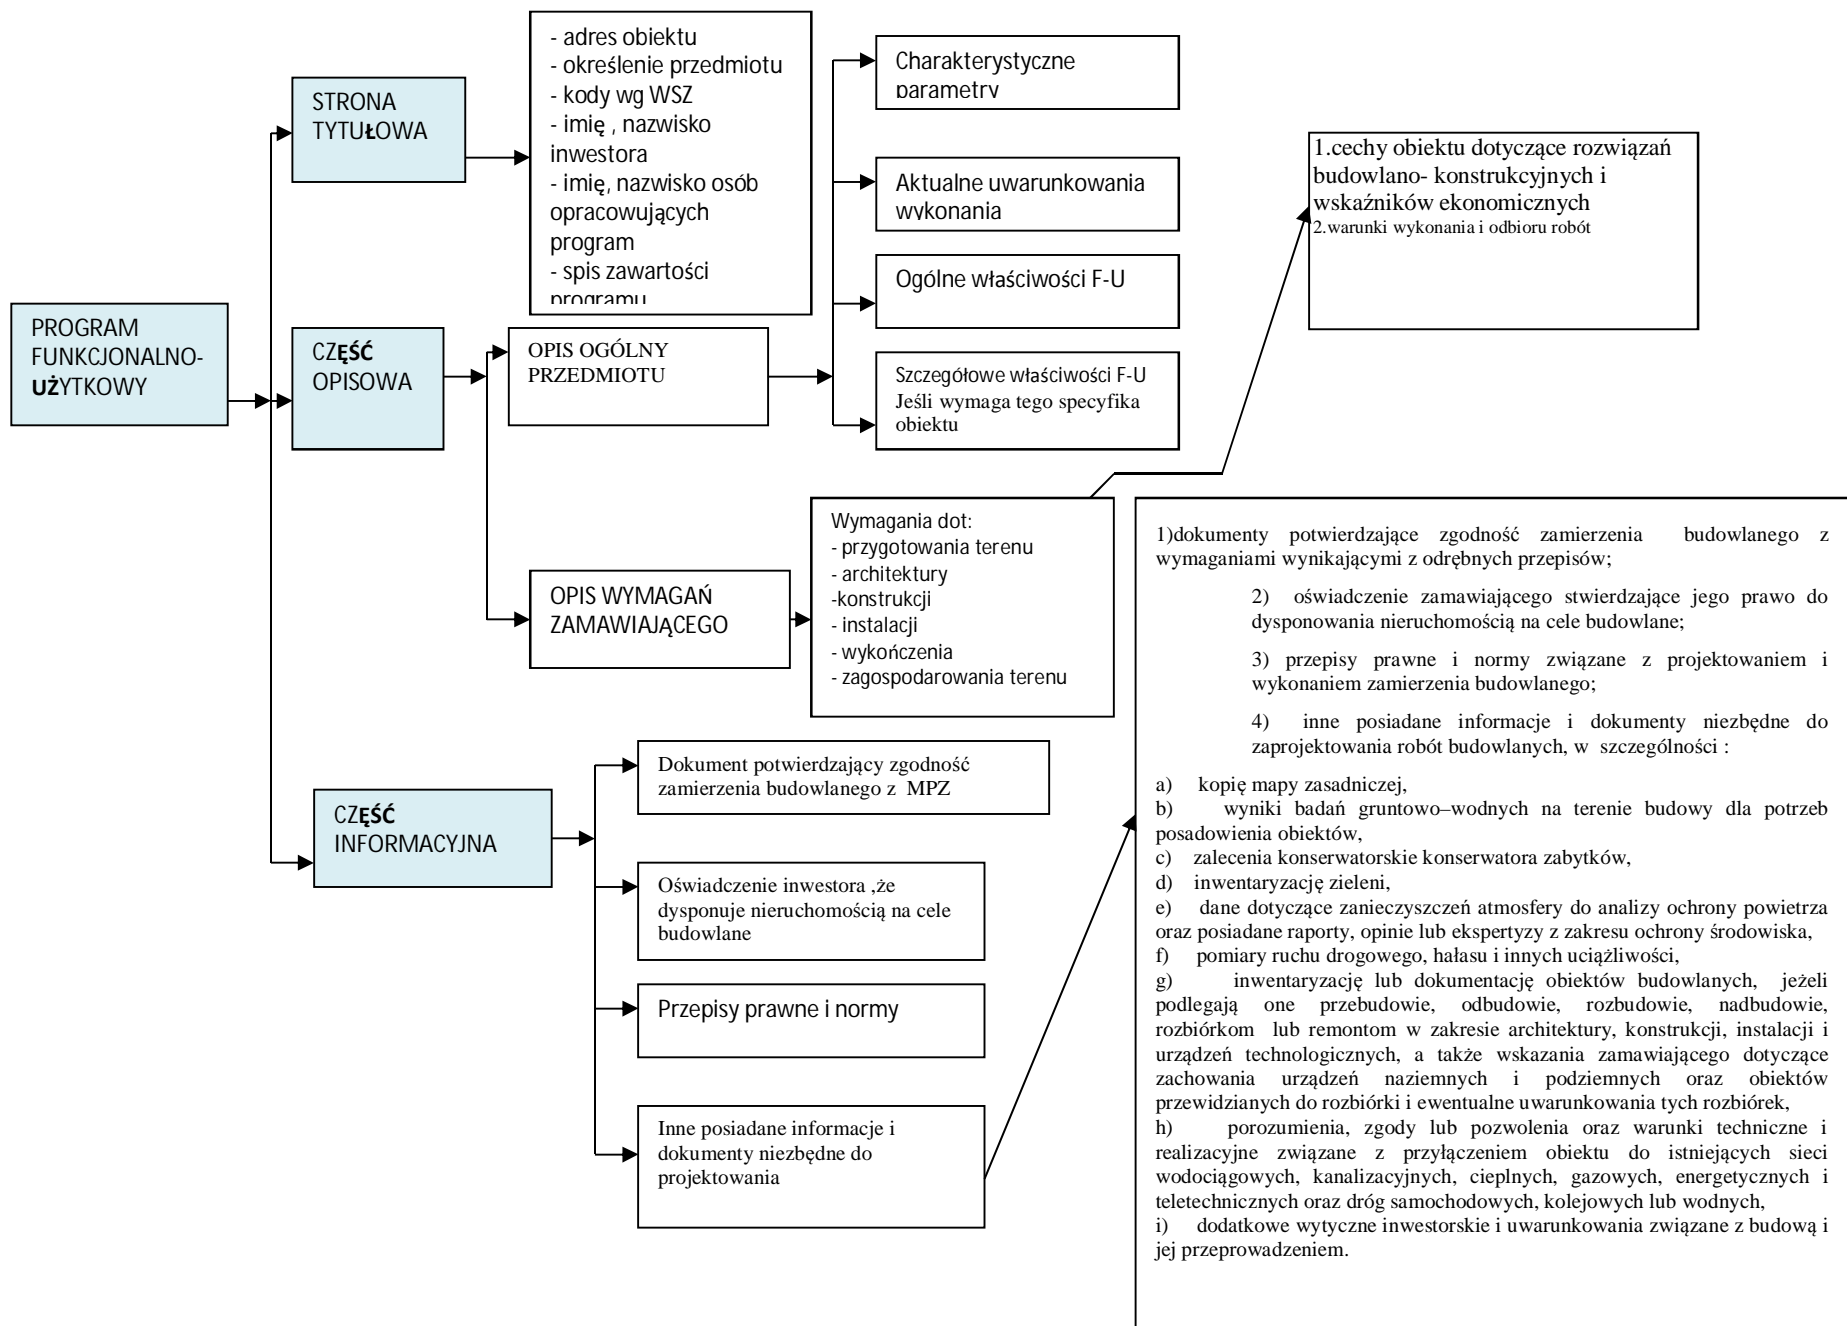 PROGRAM
FUNKCJONALNO-
UŻYTKOWY
STRONA
TYTUŁOWA
- adres obiektu
- określenie przedmiotu
- kody wg WSZ
- imię , nazwisko
inwestora
- imię, nazwisko osób
opracowujących
program
- spis zawartości
programu
CZĘŚĆ
OPISOWA
OPIS OGÓLNY
PRZEDMIOTU
Charakterystyczne
parametry
Aktualne uwarunkowania
wykonania
Ogólne właściwości F-U
Szczegółowe właściwości F-U
Jeśli wymaga tego specyfika
obiektu
OPIS WYMAGAŃ
ZAMAWIAJĄCEGO
Wymagania dot:
- przygotowania terenu
- architektury
-konstrukcji
- instalacji
- wykończenia
- zagospodarowania terenu
1.cechy obiektu dotyczące rozwiązań
budowlano- konstrukcyjnych i
wskaźników ekonomicznych
2.warunki wykonania i odbioru robót
CZĘŚĆ
INFORMACYJNA
Dokument potwierdzający zgodność
zamierzenia budowlanego z MPZ
Oświadczenie inwestora ,że
dysponuje nieruchomością na cele
budowlane
Przepisy prawne i normy
Inne posiadane informacje i
dokumenty niezbędne do
projektowania
1)dokumenty potwierdzające zgodność zamierzenia budowlanego z
wymaganiami wynikającymi z odrębnych przepisów;
2) oświadczenie zamawiającego stwierdzające jego prawo do
dysponowania nieruchomością na cele budowlane;
3) przepisy prawne i normy związane z projektowaniem i
wykonaniem zamierzenia budowlanego;
4) inne posiadane informacje i dokumenty niezbędne do
zaprojektowania robót budowlanych, w szczególności :
a) kopię mapy zasadniczej,
b) wyniki badań gruntowo–wodnych na terenie budowy dla potrzeb
posadowienia obiektów,
c) zalecenia konserwatorskie konserwatora zabytków,
d) inwentaryzację zieleni,
e) dane dotyczące zanieczyszczeń atmosfery do analizy ochrony powietrza
oraz posiadane raporty, opinie lub ekspertyzy z zakresu ochrony środowiska,
f) pomiary ruchu drogowego, hałasu i innych uciążliwości,
g) inwentaryzację lub dokumentację obiektów budowlanych, jeżeli
podlegają one przebudowie, odbudowie, rozbudowie, nadbudowie,
rozbiórkom lub remontom w zakresie architektury, konstrukcji, instalacji i
urządzeń technologicznych, a także wskazania zamawiającego dotyczące
zachowania urządzeń naziemnych i podziemnych oraz obiektów
przewidzianych do rozbiórki i ewentualne uwarunkowania tych rozbiórek,
h) porozumienia, zgody lub pozwolenia oraz warunki techniczne i
realizacyjne związane z przyłączeniem obiektu do istniejących sieci
wodociągowych, kanalizacyjnych, cieplnych, gazowych, energetycznych i
teletechnicznych oraz dróg samochodowych, kolejowych lub wodnych,
i) dodatkowe wytyczne inwestorskie i uwarunkowania związane z budową i
jej przeprowadzeniem.